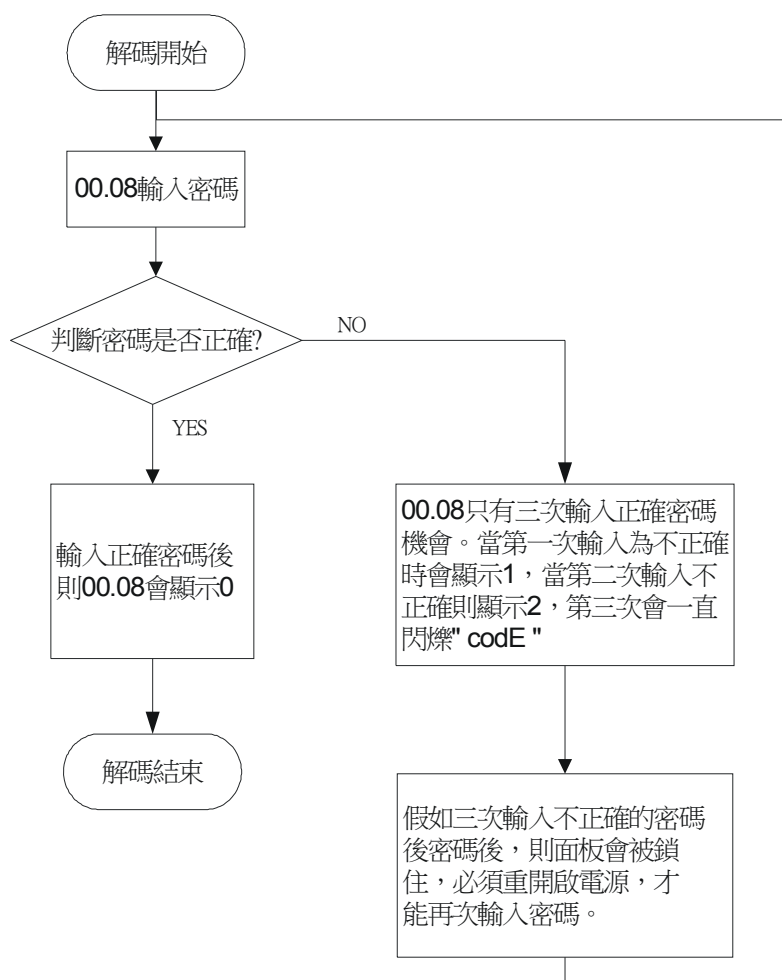 解碼開始
00.08輸入密碼
判斷密碼是否正確?
NO
YES
輸入正確密碼後
則00.08會顯示0
00.08只有三次輸入正確密碼
機會。當第一次輸入為不正確
時會顯示1，當第二次輸入不
正確則顯示2，第三次會一直
閃爍" codE "
解碼結束
假如三次輸入不正確的密碼
後密碼後，則面板會被鎖
住，必須重開啟電源，才
能再次輸入密碼。